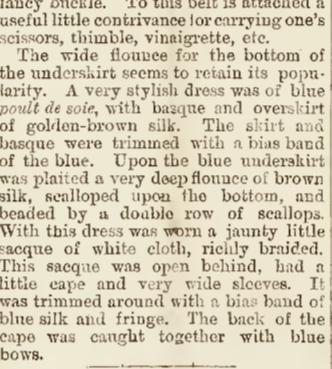 fancy buckle. To this belt is attached a
useful little contrivance for carrying one's
scissors, thimble, vinaigrette, etc.
The wide flounce for the bottom of
the underskirt seems to retain its popu-
larity. A very stylish dress was of blue
poult de soie, with basque and overskirt
of golden-brown silk. The skirt and
basque were trimmed with a bias band
of the blue. Upon the blue underskirt
was plaited a very deep flounce of brown
silk, scalloped upon the bottom, and
beaded by a double row of scallops.
With this dress was worn a jaunty little
sacque of white cloth, richly braided.
This sacque was open behind, had a
little cape and very wide sleeves. It
was trimmed around with a bias band of
blue silk and fringe. The back of the
cape was caught together with blue
bows.